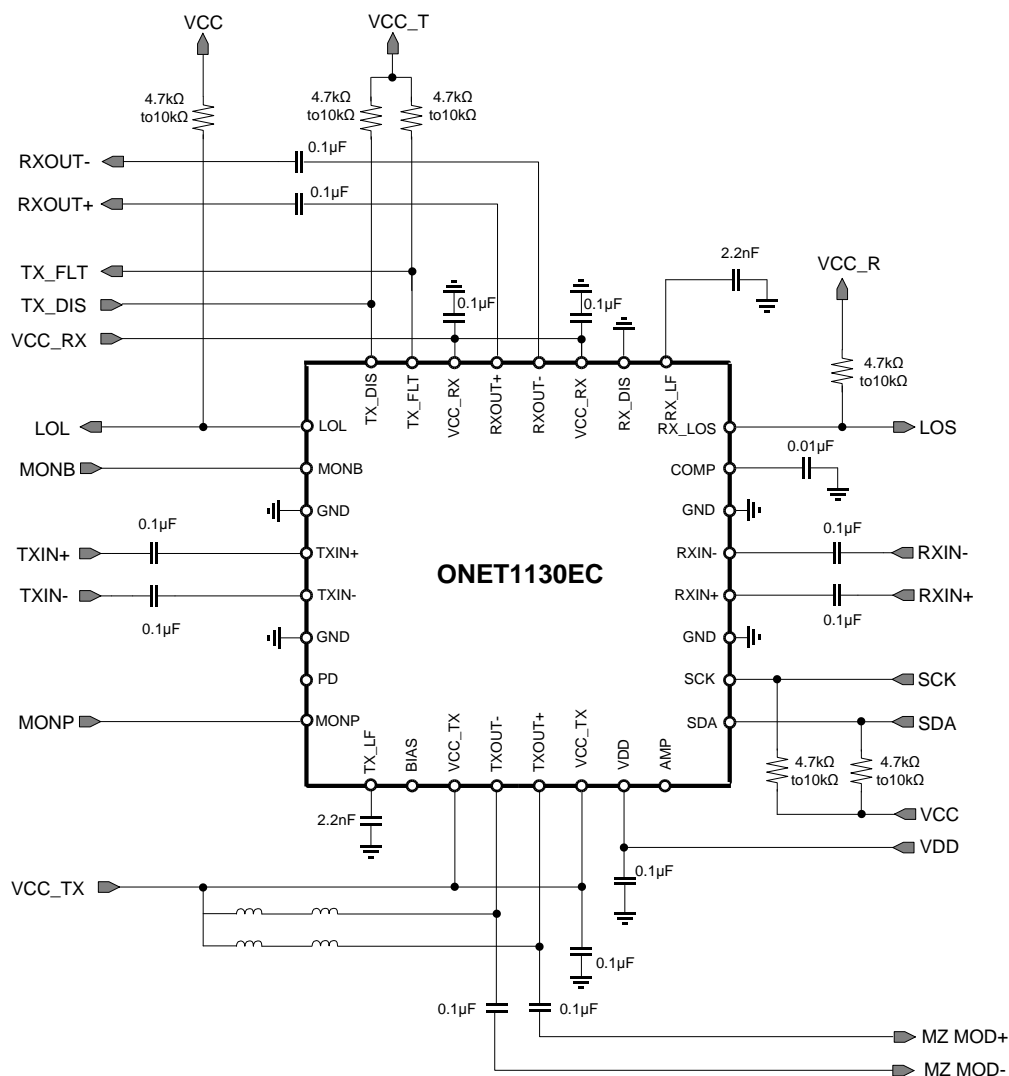 VCC
VCC_T
4.7kΩ
to10kΩ
4.7kΩ
to10kΩ
4.7kΩ
to10kΩ
0.1µF
RXOUT-
0.1µF
RXOUT+
2.2nF
VCC_R
TX_FLT
TX_DIS
0.1µF
0.1µF
VCC_RX
4.7kΩ
to10kΩ
TX_DIS
TX_FLT
VCC_RX
RXOUT+
RXOUT-
VCC_RX
RX_DIS
RX_LF
LOL
LOL
RX_LOS
LOS
MONB
MONB
COMP
0.01µF
GND
GND
0.1µF
0.1µF
TXIN+
TXIN+
RXIN-
RXIN-
ONET1130EC
TXIN-
TXIN-
RXIN+
RXIN+
0.1µF
0.1µF
GND
GND
PD
SCK
SCK
MONP
MONP
SDA
SDA
TX_LF
BIAS
VCC_TX
TXOUT-
TXOUT+
VCC_TX
VDD
AMP
4.7kΩ
to10kΩ
4.7kΩ
to10kΩ
2.2nF
VCC
VDD
0.1µF
VCC_TX
0.1µF
0.1µF
0.1µF
MZ MOD+
MZ MOD-